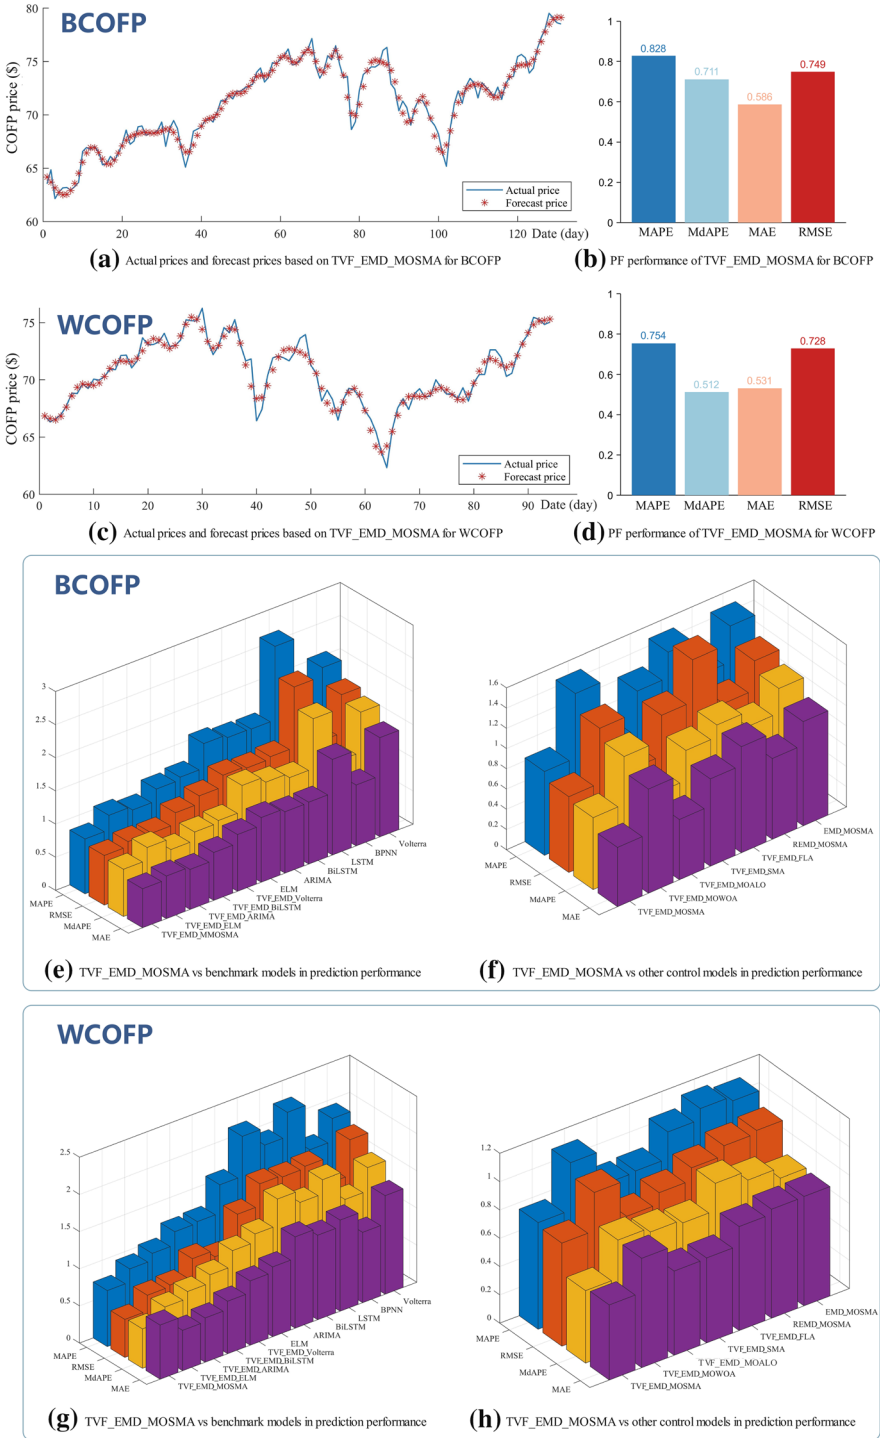 BCOFP
COFP price ($)
80
75
70
65
60
0
20
40
60
80
100
120
Date (day)
Actual price
Forecast price
(a) Actual prices and forecast prices based on TVF_EMD_MOSMA for BCOFP
1
0.8
0.6
0.4
0.2
0
0.828
0.711
0.586
0.749
MAPE
MdAPE
MAE
RMSE
(b) PF performance of TVF_EMD_MOSMA for BCOFP
WCOFP
COFP price ($)
75
70
65
60
0
10
20
30
40
50
60
70
80
90
Date (day)
Actual price
Forecast price
(c) Actual prices and forecast prices based on TVF_EMD_MOSMA for WCOFP
1
0.8
0.6
0.4
0.2
0
0.754
0.512
0.531
0.728
MAPE
MdAPE
MAE
RMSE
(d) PF performance of TVF_EMD_MOSMA for WCOFP
BCOFP
3
2.5
2
1.5
1
0.5
0
MAPE
RMSE
MdAPE
MAE
Volterra
BPNN
LSTM
BiLSTM
ARIMA
ELM
TVF_EMD_Volterra
TVF_EMD_BiLSTM
TVF_EMD_ARIMA
TVF_EMD_ELM
TVF_EMD_MMOSMA
(e) TVF_EMD_MOSMA vs benchmark models in prediction performance
1.6
1.4
1.2
1
0.8
0.6
0.4
0.2
0
MAPE
RMSE
MdAPE
MAE
EMD_MOSMA
REMD_MOSMA
TVF_EMD_FLA
TVF_EMD_SMA
TVF_EMD_MOALO
TVF_EMD_MOWOA
TVF_EMD_MOSMA
(f) TVF_EMD_MOSMA vs other control models in prediction performance
WCOFP
2.5
2
1.5
1
0.5
0
MAPE
RMSE
MdAPE
MAE
Volterra
BPNN
LSTM
BiLSTM
ARIMA
ELM
TVF_EMD_Volterra
TVF_EMD_BiLSTM
TVF_EMD_ARIMA
TVF_EMD_ELM
TVF_EMD_MOSMA
(g) TVF_EMD_MOSMA vs benchmark models in prediction performance
1.2
1
0.8
0.6
0.4
0.2
0
MAPE
RMSE
MdAPE
MAE
EMD_MOSMA
REMD_MOSMA
TVF_EMD_FLA
TVF_EMD_SMA
TVF_EMD_MOALO
TVF_EMD_MOWOA
TVF_EMD_MOSMA
(h) TVF_EMD_MOSMA vs other control models in prediction performance